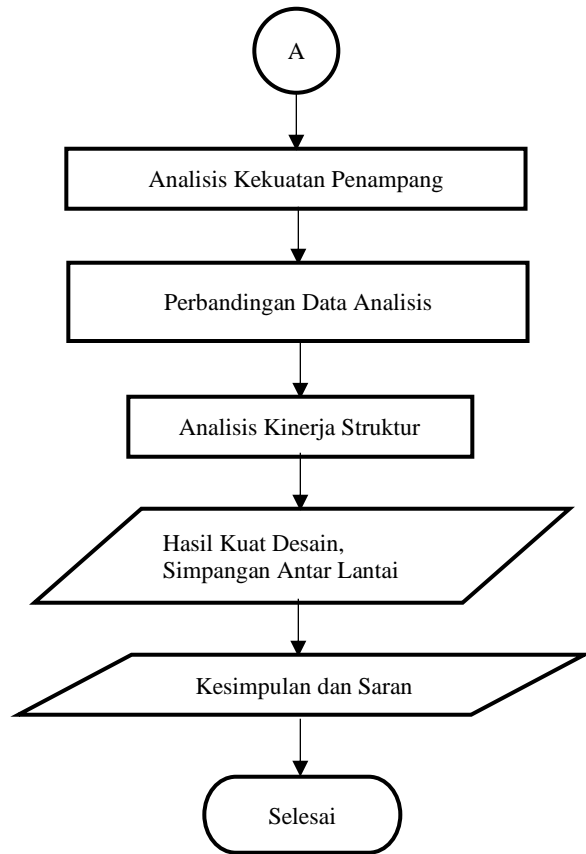 A
Analisis Kekuatan Penampang
Perbandingan Data Analisis
Analisis Kinerja Struktur
Hasil Kuat Desain,
Simpangan Antar Lantai
Kesimpulan dan Saran
Selesai